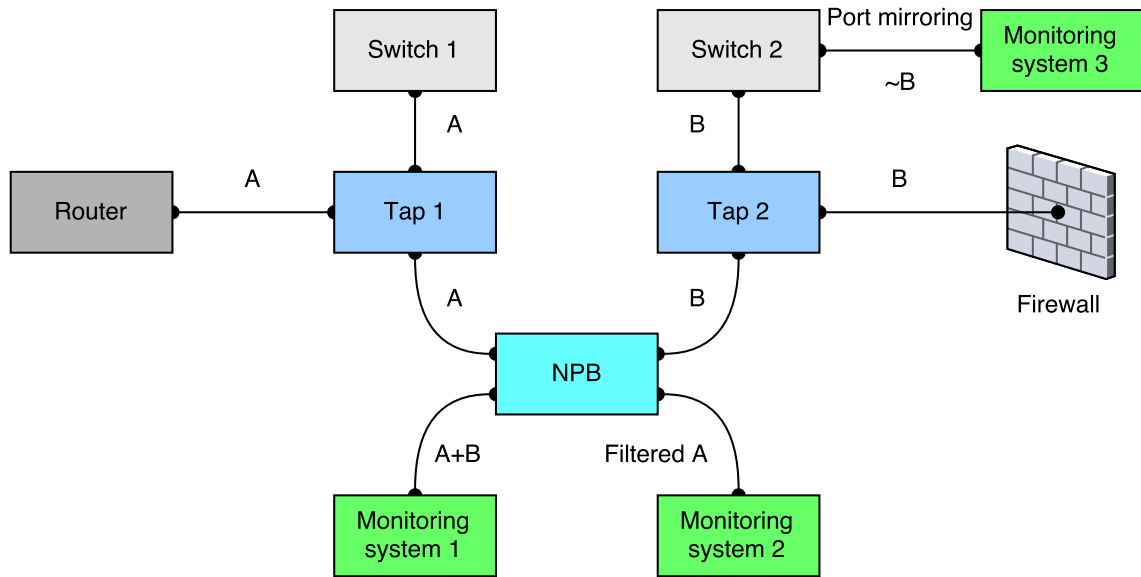 Switch 1
Switch 2
Port mirroring
Monitoring
system 3
~B
A
B
Router
A
Tap 1
Tap 2
B
Firewall
A
B
NPB
A+B
Filtered A
Monitoring
system 1
Monitoring
system 2